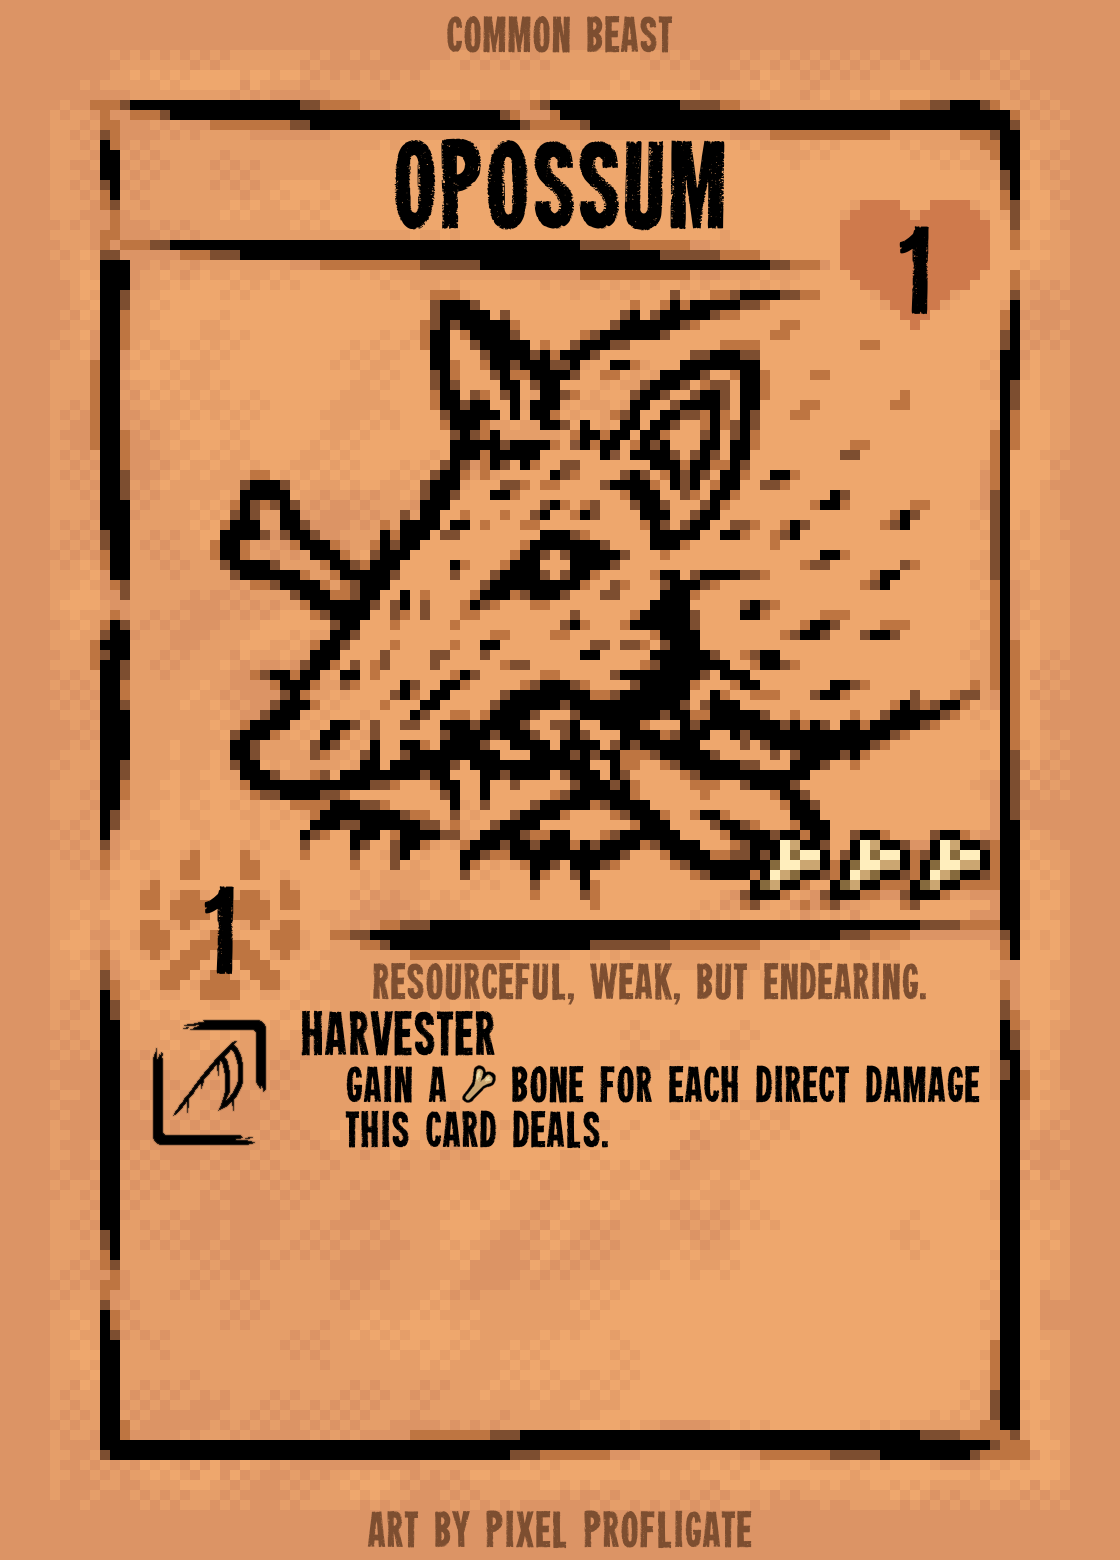 COMMON BEAST
OPOSSUM
1
1
RESOURCEFUL, WEAK, BUT ENDEARING.
HARVESTER
GAIN A BONE FOR EACH DIRECT DAMAGE
THIS CARD DEALS.
ART BY PIXEL PROFLIGATE